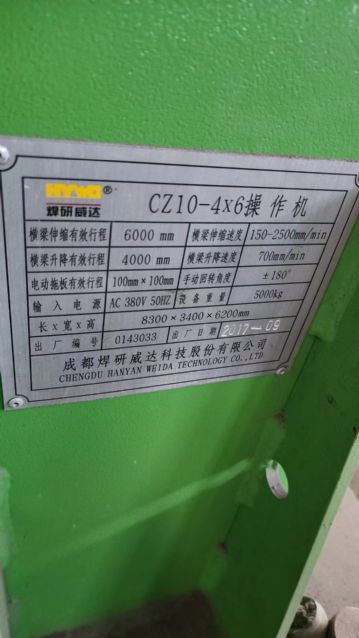 HYWD®
焊研威达
CZ10-4x6操作机
横梁伸缩有效行程 6000 mm 横梁伸缩速度 150-2500mm/min
横梁升降有效行程 4000 mm 横梁升降速度 700mm/min
电动拖板有效行程 100mm×100mm 手动回转角度 ±180°
输入电源 AC 380V 50HZ 设备重量 5000kg
长x宽x高 8300×3400×6200mm
出厂编号 0143033 出厂日期 2017-09
成都焊研威达科技股份有限公司
CHENGDU HANYAN WEIDA TECHNOLOGY CO.,LTD